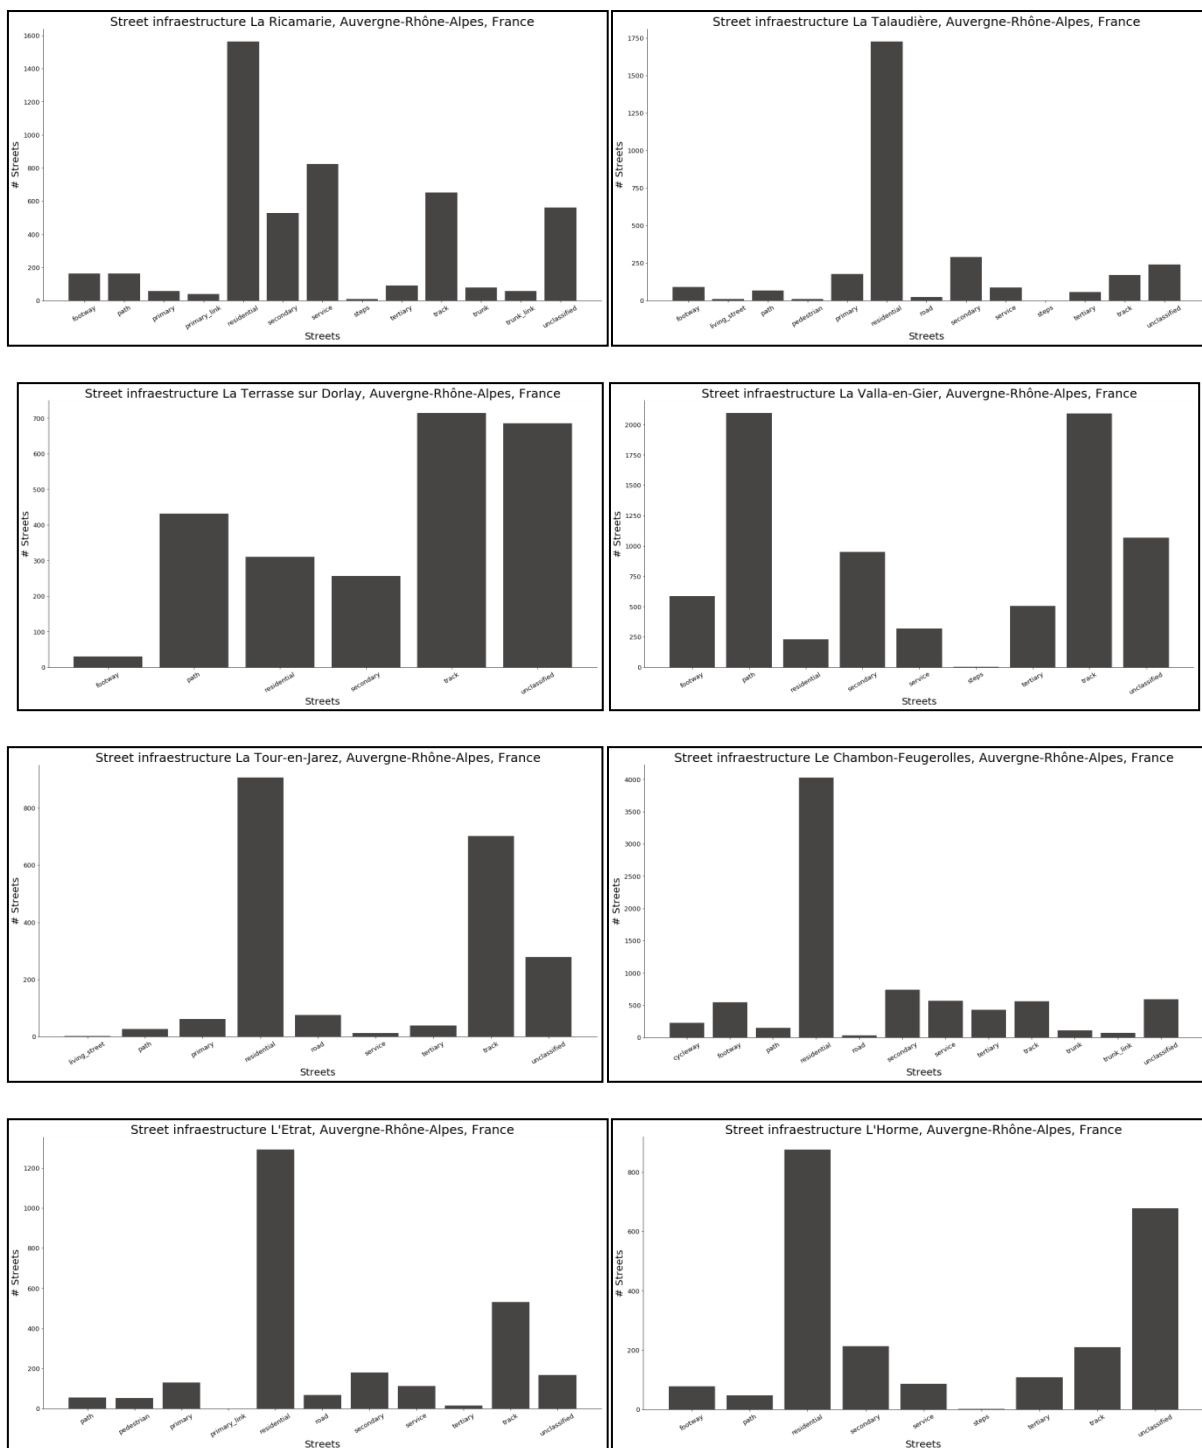 Street infraestructure La Ricamarie, Auvergne-Rhône-Alpes, France
1600
1400
1200
1000
800
600
400
200
0
# Streets
footway path primary primary_link residential secondary service steps tertiary track trunk trunk_link unclassified
Streets
Street infraestructure La Talaudière, Auvergne-Rhône-Alpes, France
1750
1500
1250
1000
750
500
250
0
# Streets
footway living_street path pedestrian primary residential road secondary service steps tertiary track unclassified
Streets
Street infraestructure La Terrasse sur Dorlay, Auvergne-Rhône-Alpes, France
700
600
500
400
300
200
100
0
# Streets
footway path residential secondary track unclassified
Streets
Street infraestructure La Valla-en-Gier, Auvergne-Rhône-Alpes, France
2000
1750
1500
1250
1000
750
500
250
0
# Streets
footway path residential secondary service steps tertiary track unclassified
Streets
Street infraestructure La Tour-en-Jarez, Auvergne-Rhône-Alpes, France
800
600
400
200
0
# Streets
living_street path primary residential road service tertiary track unclassified
Streets
Street infraestructure Le Chambon-Feugerolles, Auvergne-Rhône-Alpes, France
4000
3500
3000
2500
2000
1500
1000
500
0
# Streets
cycleway footway path residential road secondary service tertiary track trunk trunk_link unclassified
Streets
Street infraestructure L'Etrat, Auvergne-Rhône-Alpes, France
1200
1000
800
600
400
200
0
# Streets
path pedestrian primary primary_link residential road secondary service tertiary track unclassified
Streets
Street infraestructure L'Horme, Auvergne-Rhône-Alpes, France
800
600
400
200
0
# Streets
footway path residential secondary service steps tertiary track unclassified
Streets